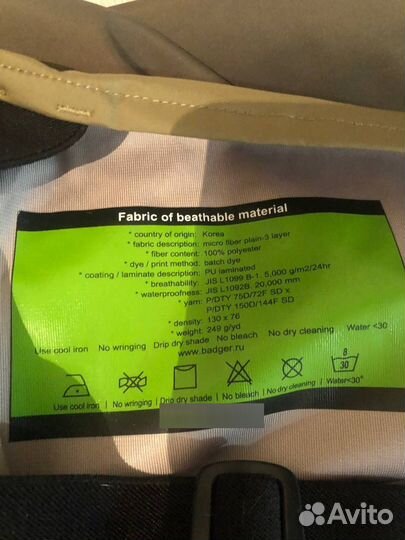 Fabric of beathable material
* country of origin: Korea
* fabric description: micro fiber plain-3 layer
* fiber content: 100% polyester
* dye / print method: batch dye
* coating / laminate description: PU laminated
* breathability: JIS L1099 B-1. 5,000 g/m2/24hr
* waterproofness: JIS L1092B. 20,000 mm
* yarn: P/DTY 75D/72F SD x
P/DTY 150D/144F SD
* density: 130 x 76
* weight: 249 g/yd
Use cool iron No wringing Drip dry shade No bleach No dry cleaning Water <30
www.badger.ru
8
30
Use cool iron / No wringing / Drip dry shade / No bleach / No dry cleaning / Water<30°
Avito